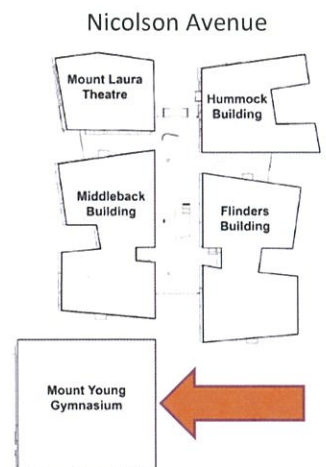 Nicolson Avenue
Mount Laura
Theatre
Hummock
Building
Middleback
Building
Flinders
Building
Mount Young
Gymnasium